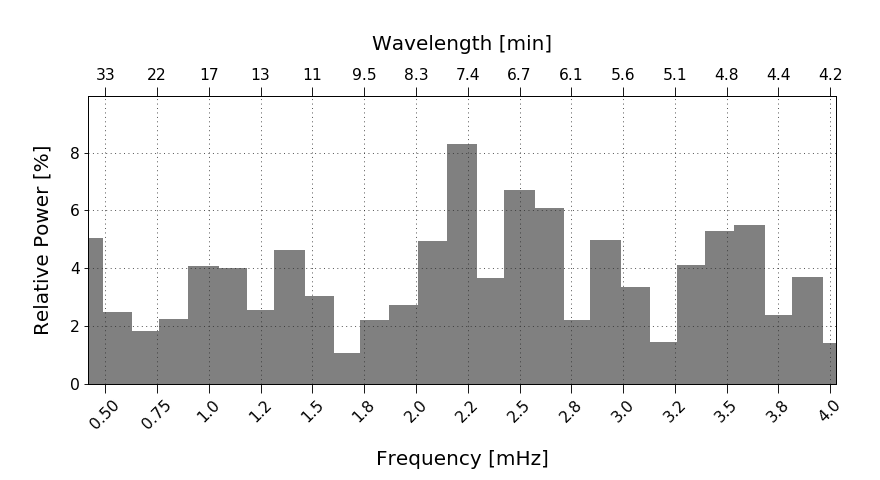 Wavelength [min]
33 22 17 13 11 9.5 8.3 7.4 6.7 6.1 5.6 5.1 4.8 4.4 4.2
Relative Power [%]
8
6
4
2
0
0.50 0.75 1.0 1.2 1.5 1.8 2.0 2.2 2.5 2.8 3.0 3.2 3.5 3.8 4.0
Frequency [mHz]